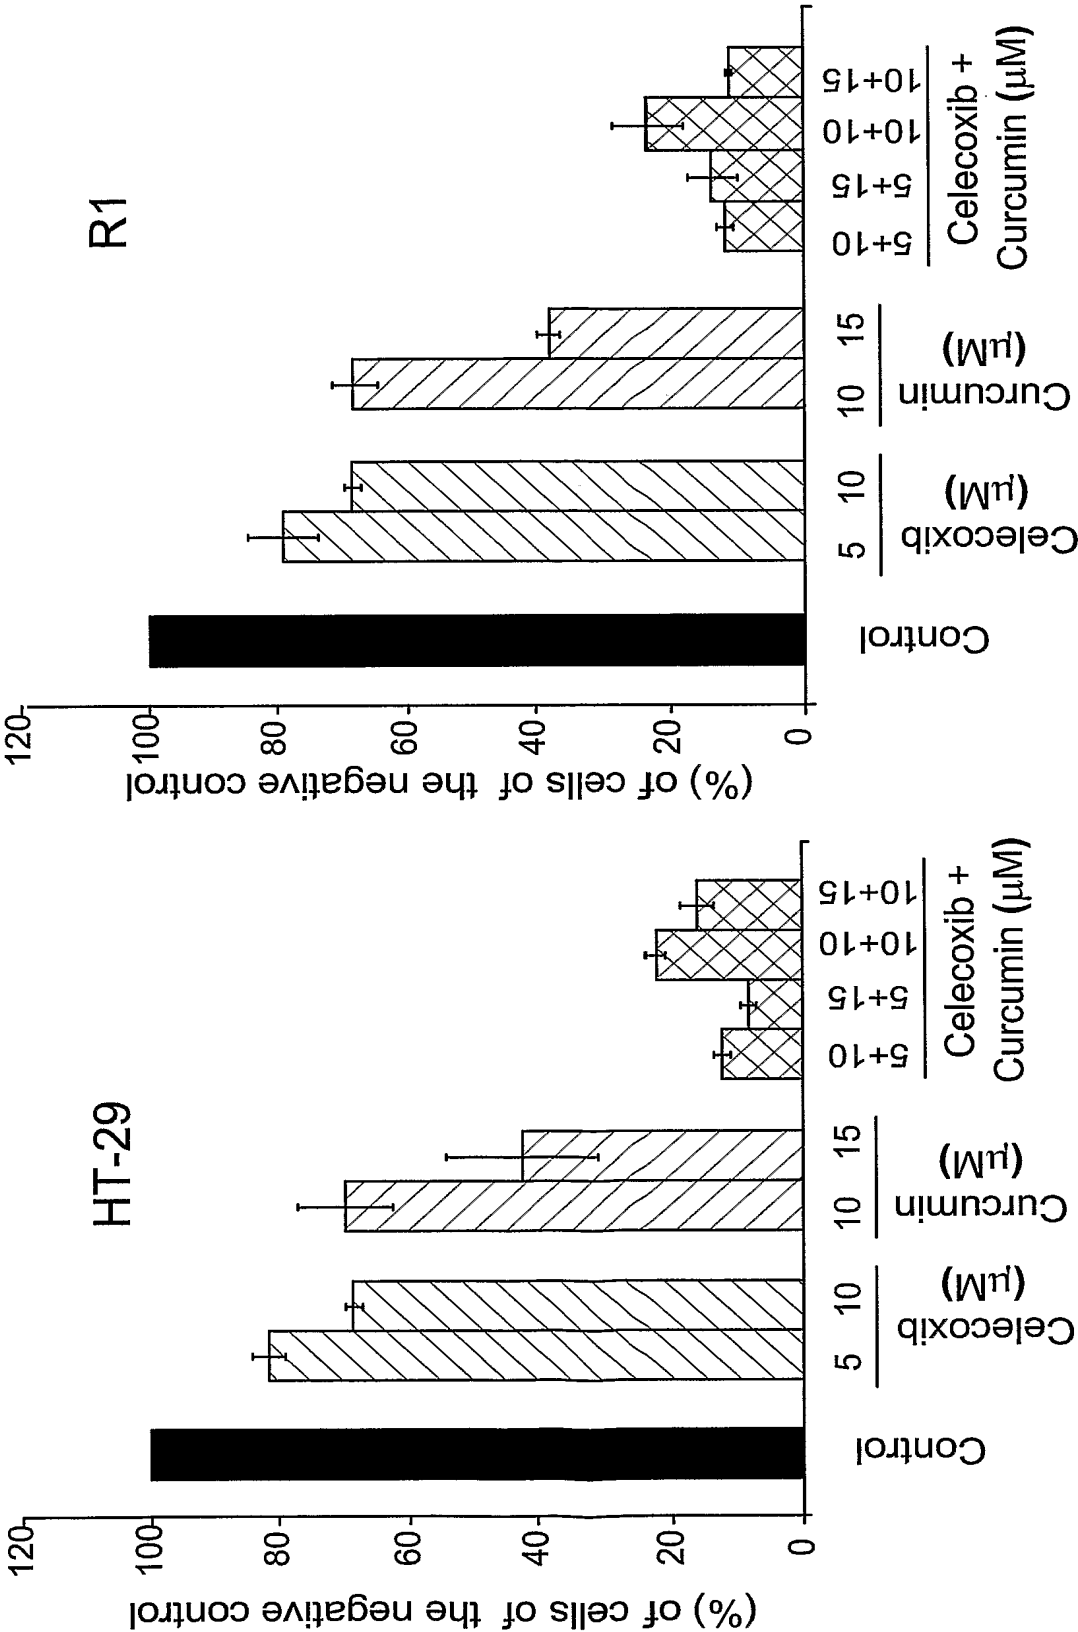 HT-29
(%) of cells of the negative control
120
100
80
60
40
20
0
Control
5
10
Celecoxib
(μM)
10
15
Curcumin
(μM)
5+10
5+15
10+10
10+15
Celecoxib +
Curcumin (μM)
R1
(%) of cells of the negative control
120
100
80
60
40
20
0
Control
5
10
Celecoxib
(μM)
10
15
Curcumin
(μM)
5+10
5+15
10+10
10+15
Celecoxib +
Curcumin (μM)